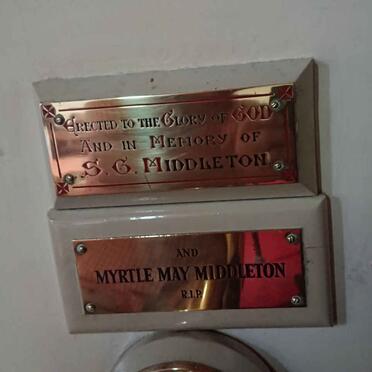 ERECTED TO THE GLORY OF GOD
AND IN MEMORY OF
S. G. MIDDLETON
AND
MYRTLE MAY MIDDLETON
R.I.P.